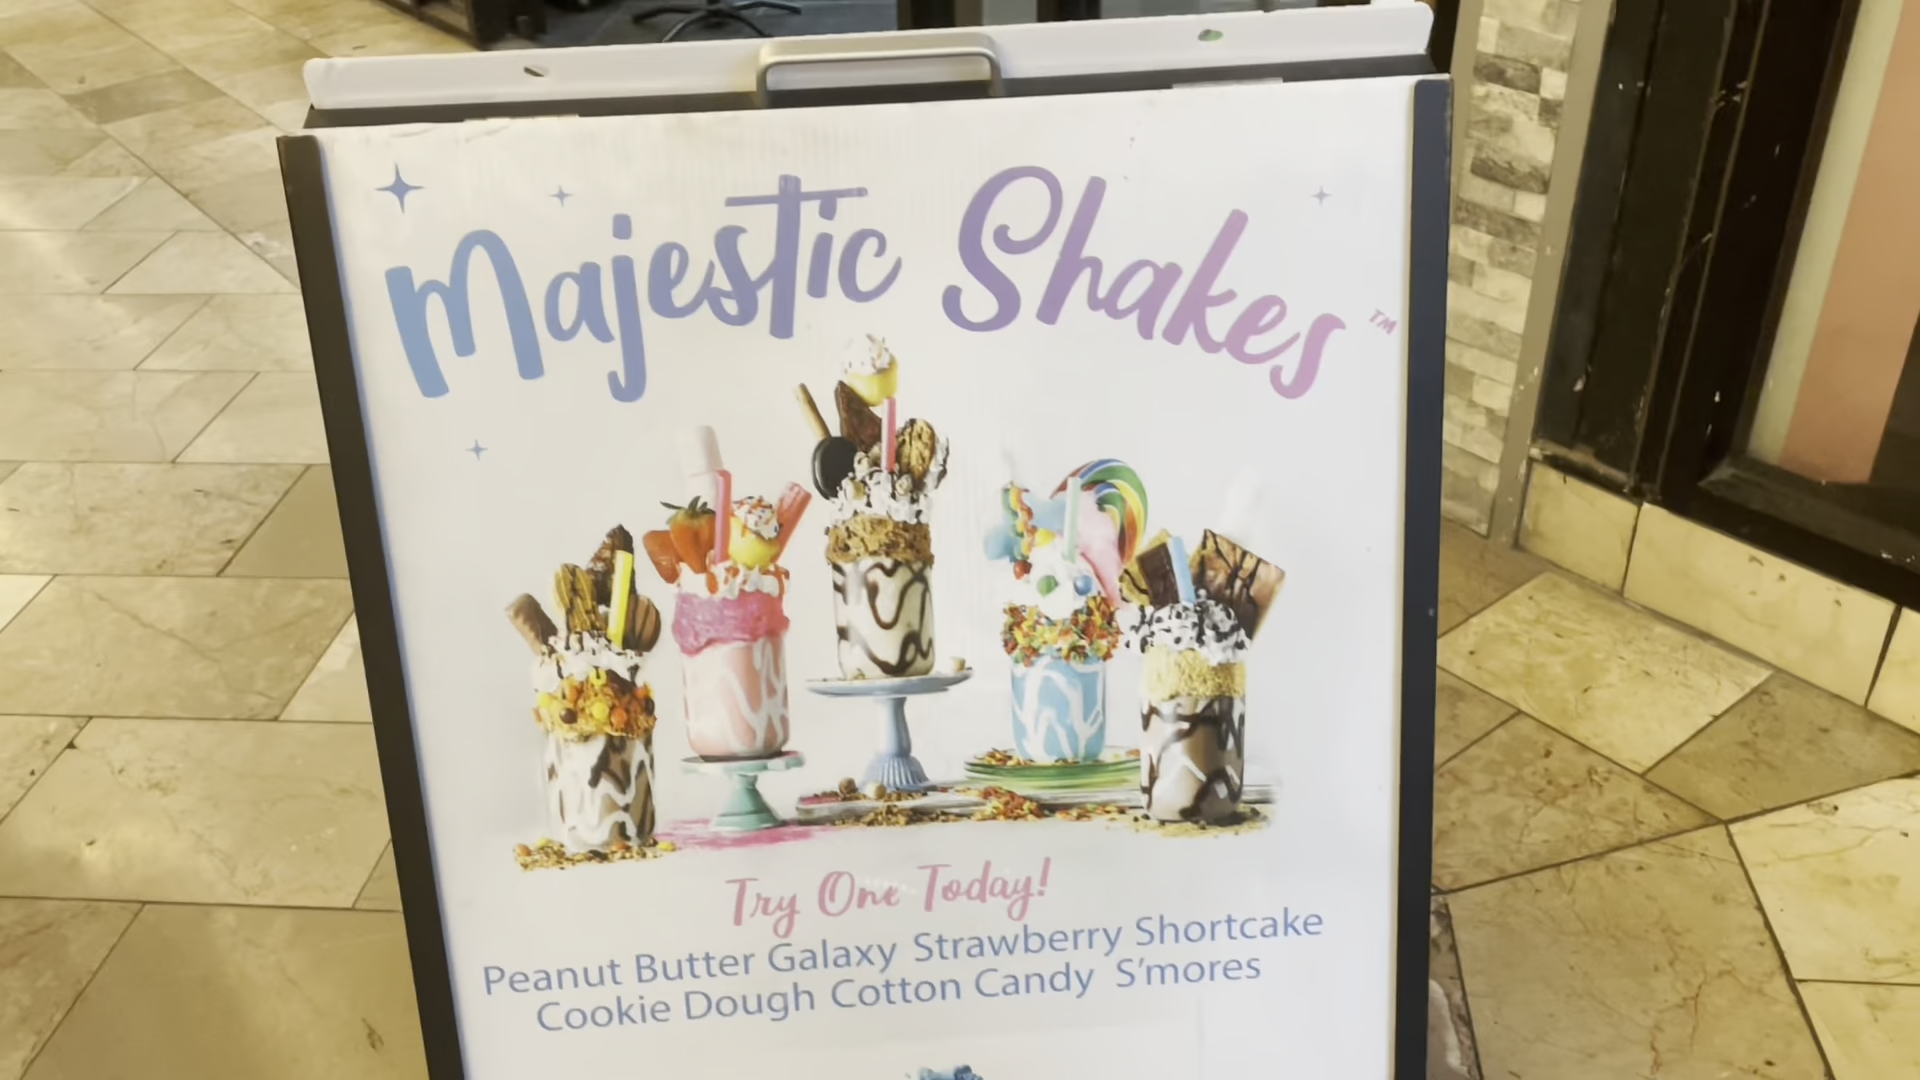 Majestic Shakes™
Try One Today!
Peanut Butter Galaxy Strawberry Shortcake
Cookie Dough Cotton Candy S'mores